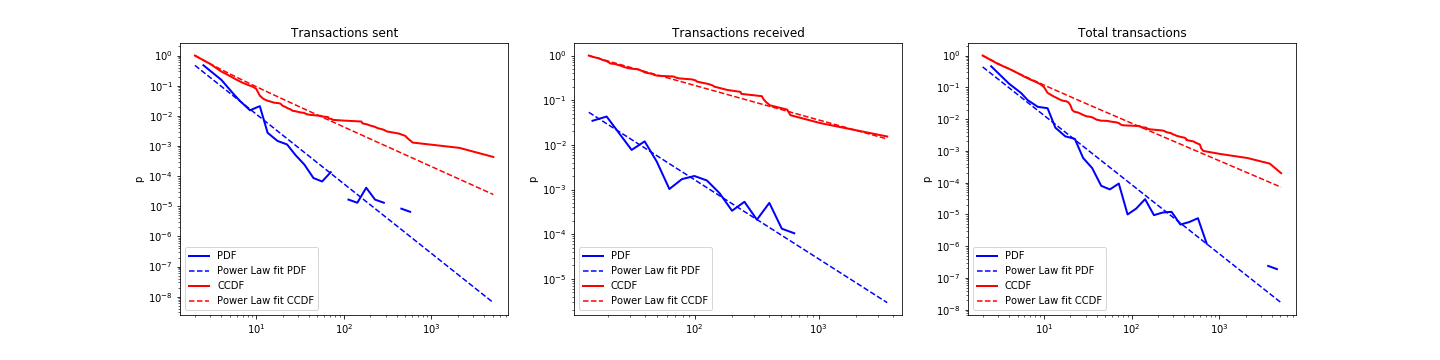 Transactions sent
p
10⁰
10⁻¹
10⁻²
10⁻³
10⁻⁴
10⁻⁵
10⁻⁶
10⁻⁷
10⁻⁸
10¹
10²
10³
PDF
Power Law fit PDF
CCDF
Power Law fit CCDF
Transactions received
p
10⁰
10⁻¹
10⁻²
10⁻³
10⁻⁴
10⁻⁵
10²
10³
PDF
Power Law fit PDF
CCDF
Power Law fit CCDF
Total transactions
p
10⁰
10⁻¹
10⁻²
10⁻³
10⁻⁴
10⁻⁵
10⁻⁶
10⁻⁷
10⁻⁸
10¹
10²
10³
PDF
Power Law fit PDF
CCDF
Power Law fit CCDF